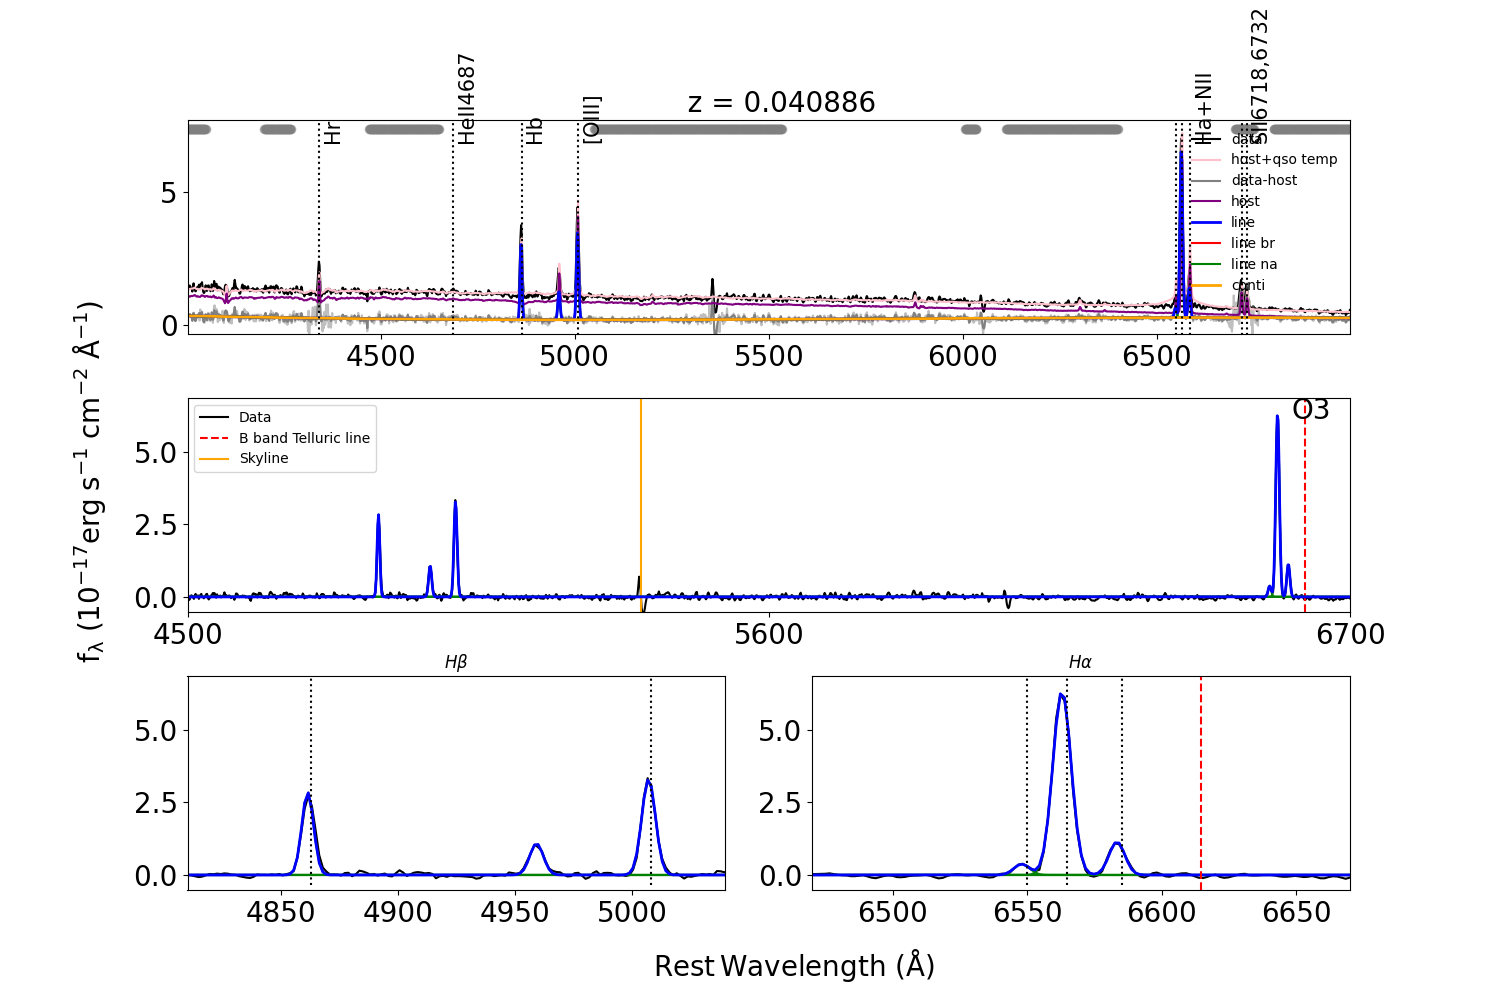 z = 0.040886
Hr
HeII4687
Hb
[OIII]
Ha+NII
SII6718,6732
data
host+qso temp
data-host
host
line
line br
line na
conti
5
0
4500
5000
5500
6000
6500
fλ (10−17erg s−1 cm−2 Å−1)
Data
B band Telluric line
Skyline
O3
5.0
2.5
0.0
4500
5600
6700
Hβ
5.0
2.5
0.0
4850
4900
4950
5000
Hα
5.0
2.5
0.0
6500
6550
6600
6650
Rest Wavelength (Å)